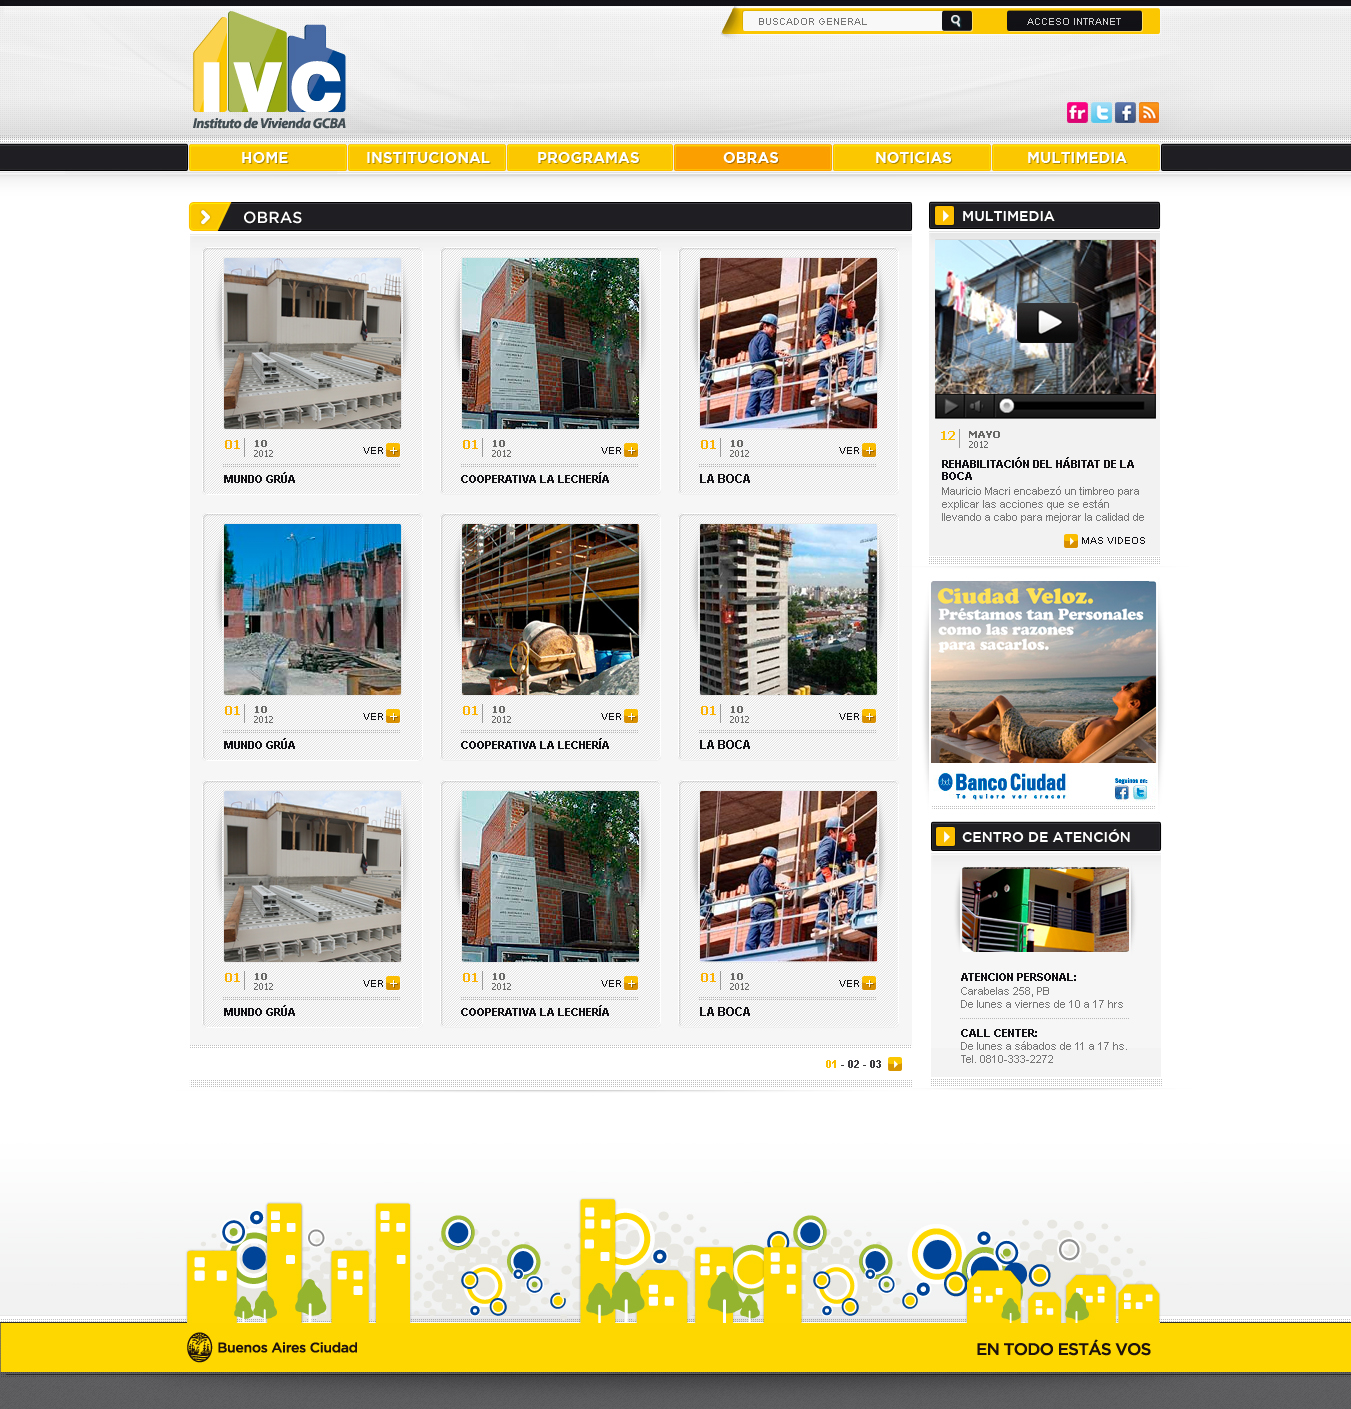 BUSCADOR GENERAL
ACCESO INTRANET
IVC
Instituto de Vivienda GCBA
fr t f
HOME INSTITUCIONAL PROGRAMAS OBRAS NOTICIAS MULTIMEDIA
OBRAS
01 10 2012 VER
MUNDO GRÚA
01 10 2012 VER
COOPERATIVA LA LECHERÍA
01 10 2012 VER
LA BOCA
01 10 2012 VER
MUNDO GRÚA
01 10 2012 VER
COOPERATIVA LA LECHERÍA
01 10 2012 VER
LA BOCA
01 10 2012 VER
MUNDO GRÚA
01 10 2012 VER
COOPERATIVA LA LECHERÍA
01 10 2012 VER
LA BOCA
01 - 02 - 03
MULTIMEDIA
12 MAYO
2012
REHABILITACIÓN DEL HÁBITAT DE LA
BOCA
Mauricio Macri encabezó un timbreo para
explicar las acciones que se están
llevando a cabo para mejorar la calidad de
MAS VIDEOS
Ciudad Veloz.
Préstamos tan Personales
como las razones
para sacarlos.
Banco Ciudad
Te quiere ver crecer
Seguinos en:
f t
CENTRO DE ATENCIÓN
ATENCION PERSONAL:
Carabelas 258, PB
De lunes a viernes de 10 a 17 hrs
CALL CENTER:
De lunes a sábados de 11 a 17 hs.
Tel. 0810-333-2272
Buenos Aires Ciudad
EN TODO ESTÁS VOS